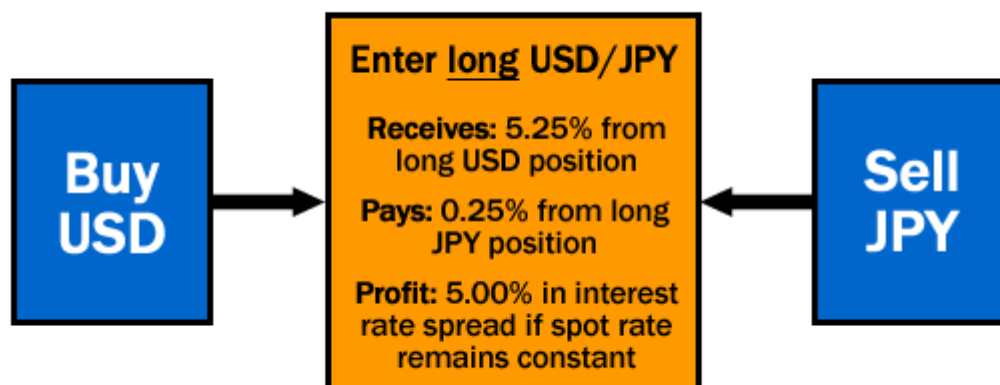 Buy
USD
Enter long USD/JPY
Receives: 5.25% from
long USD position
Pays: 0.25% from long
JPY position
Profit: 5.00% in interest
rate spread if spot rate
remains constant
Sell
JPY